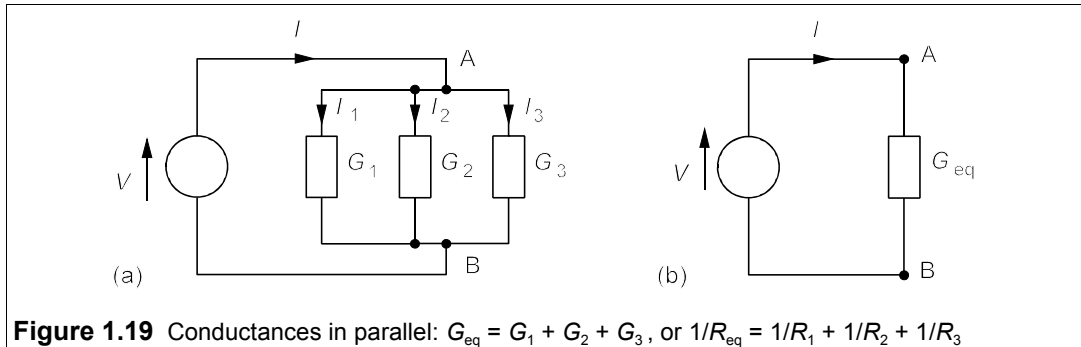 I
A
I1 I2 I3
V
G1 G2 G3
B
(a)
I
A
V
Geq
B
(b)
Figure 1.19 Conductances in parallel: Geq = G1 + G2 + G3 , or 1/Req = 1/R1 + 1/R2 + 1/R3